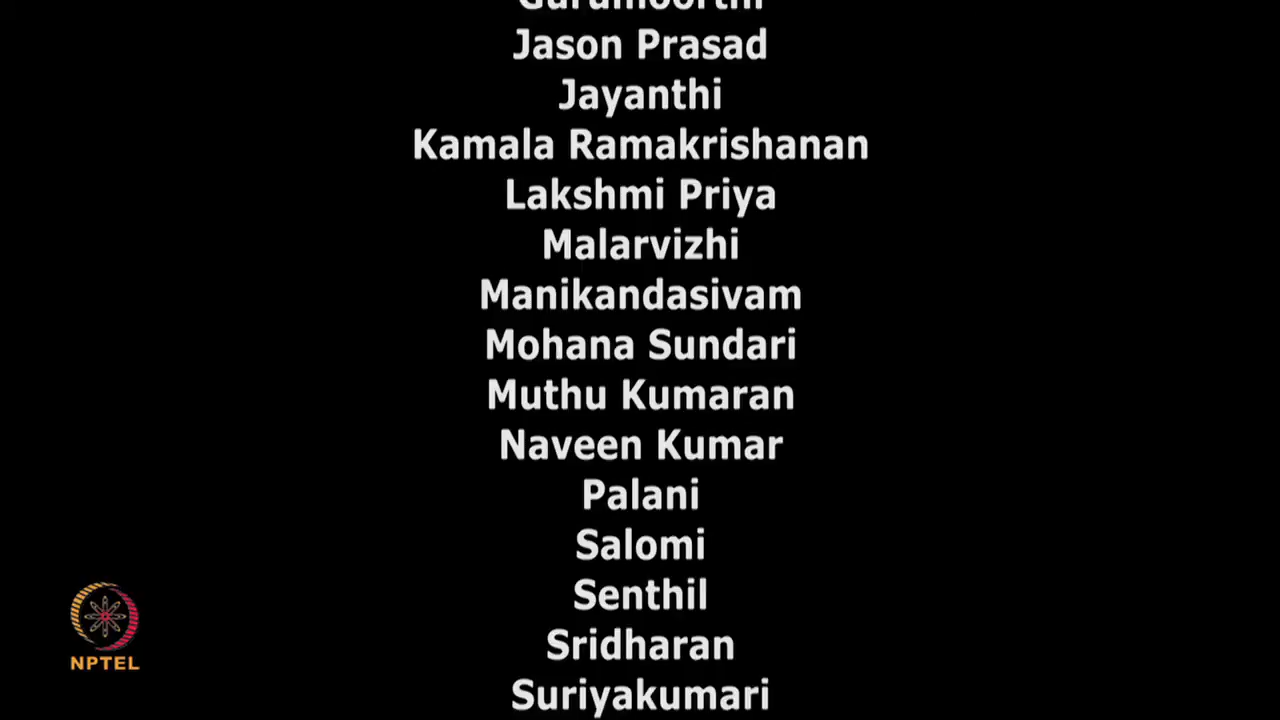 Gurumoorthi
Jason Prasad
Jayanthi
Kamala Ramakrishanan
Lakshmi Priya
Malarvizhi
Manikandasivam
Mohana Sundari
Muthu Kumaran
Naveen Kumar
Palani
Salomi
Senthil
Sridharan
Suriyakumari
NPTEL